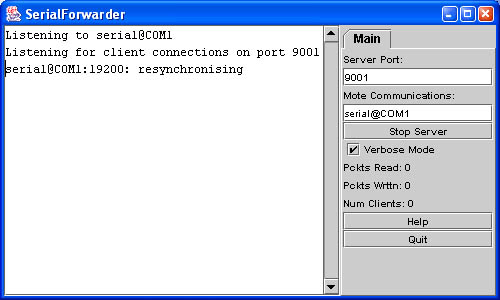 SerialForwarder
Listening to serial@COM1
Listening for client connections on port 9001
serial@COM1:19200: resynchronising
Main
Server Port:
9001
Mote Communications:
serial@COM1
Stop Server
Verbose Mode
Pckts Read: 0
Pckts Wrttn: 0
Num Clients: 0
Help
Quit